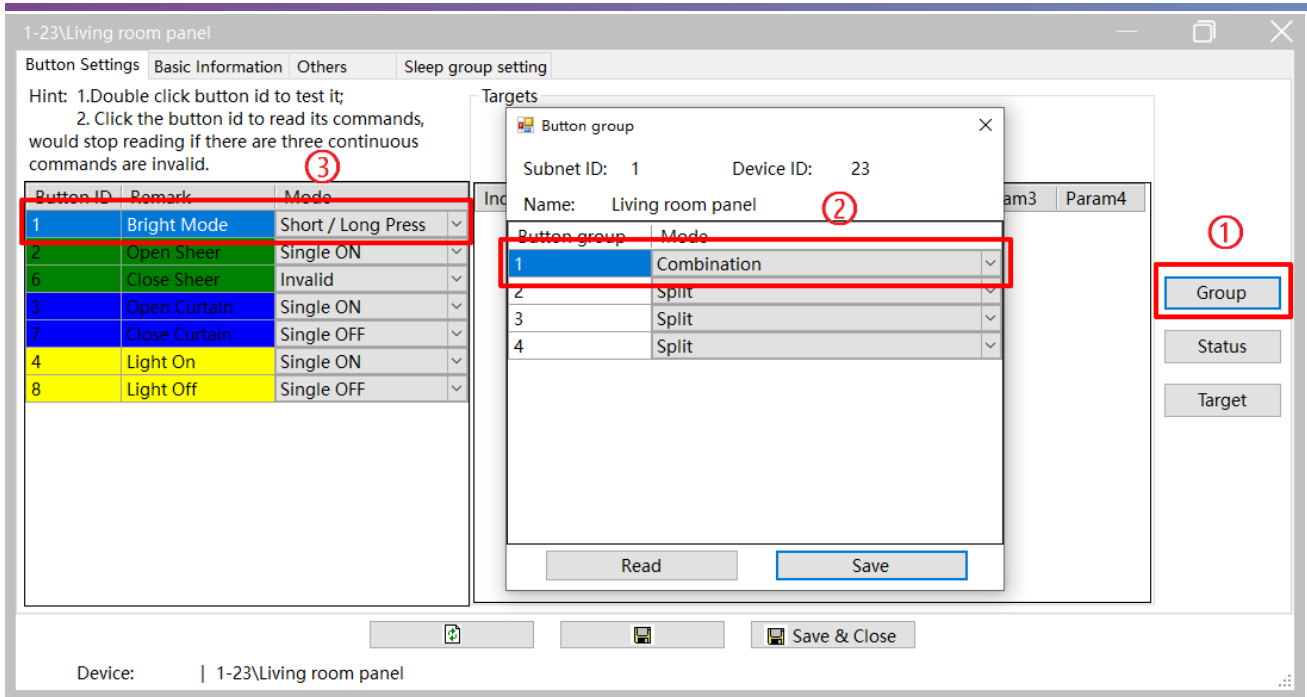 1-23\Living room panel
Button Settings Basic Information Others Sleep group setting
Hint: 1.Double click button id to test it;
2. Click the button id to read its commands,
would stop reading if there are three continuous
commands are invalid.
③
Button ID Remark Mode
1 Bright Mode Short / Long Press
2 Open Sheer Single ON
6 Close Sheer Invalid
3 Open Curtain Single ON
7 Close Curtain Single OFF
4 Light On Single ON
8 Light Off Single OFF
Targets
am3 Param4
Button group
Subnet ID: 1 Device ID: 23
Name: Living room panel
②
Button group Mode
1 Combination
2 Split
3 Split
4 Split
Read Save
①
Group
Status
Target
Save & Close
Device: | 1-23\Living room panel